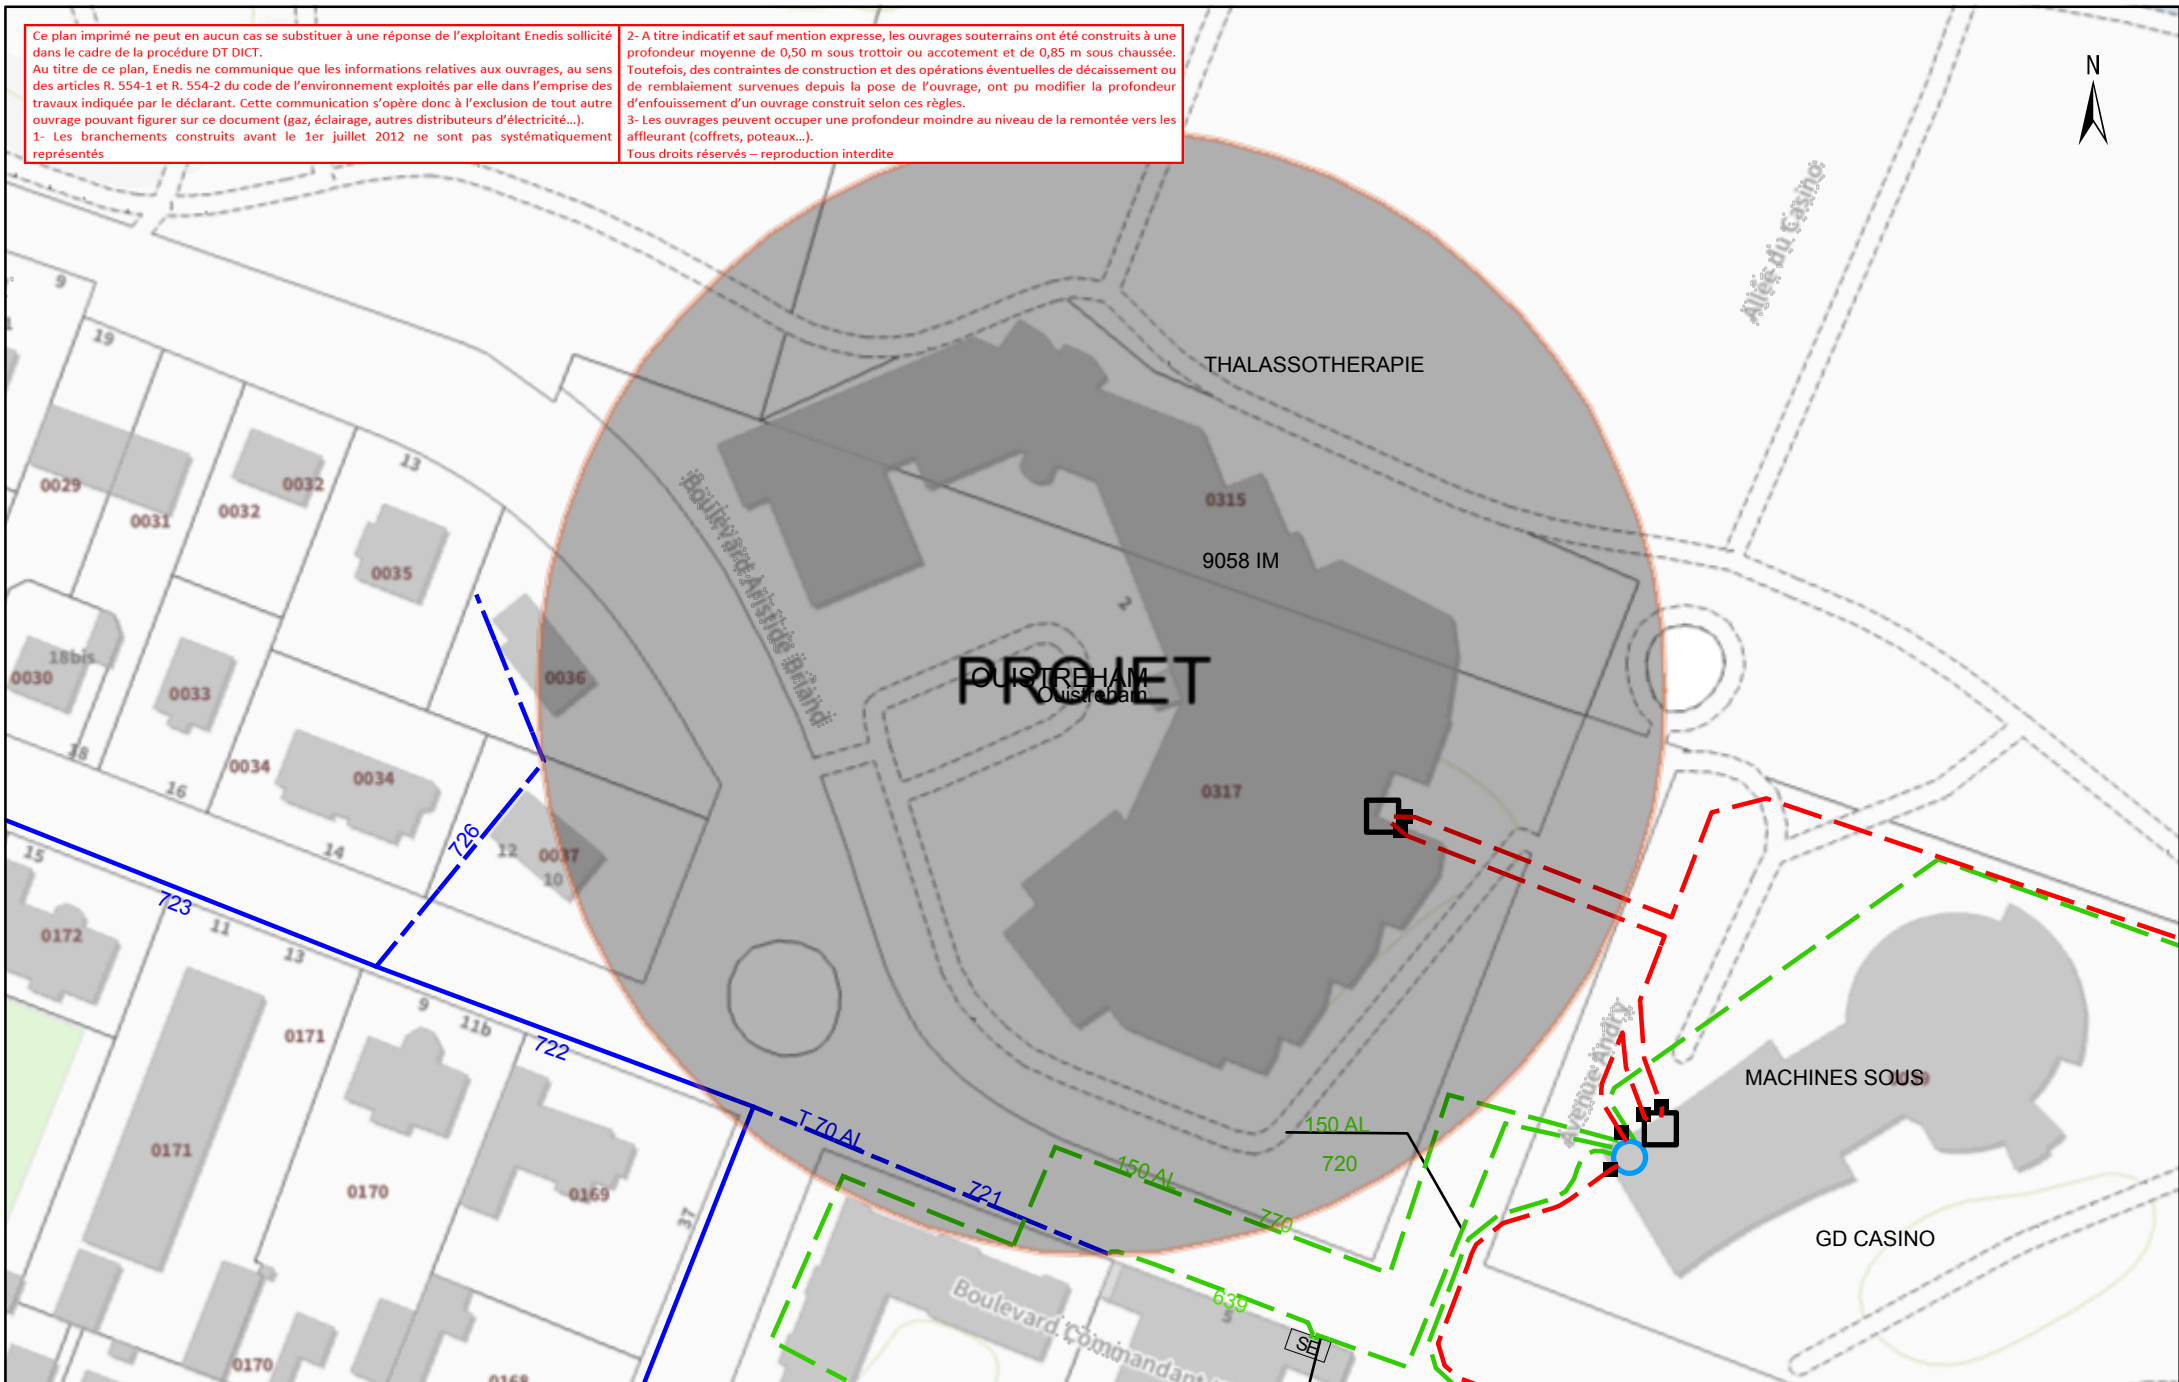 Ce plan imprimé ne peut en aucun cas se substituer à une réponse de l'exploitant Enedis sollicité
dans le cadre de la procédure DT DICT.
Au titre de ce plan, Enedis ne communique que les informations relatives aux ouvrages, au sens
des articles R. 554-1 et R. 554-2 du code de l'environnement exploités par elle dans l'emprise des
travaux indiquée par le déclarant. Cette communication s'opère donc à l'exclusion de tout autre
ouvrage pouvant figurer sur ce document (gaz, éclairage, autres distributeurs d'électricité...).
1- Les branchements construits avant le 1er juillet 2012 ne sont pas systématiquement
représentés
2- A titre indicatif et sauf mention expresse, les ouvrages souterrains ont été construits à une
profondeur moyenne de 0,50 m sous trottoir ou accotement et de 0,85 m sous chaussée.
Toutefois, des contraintes de construction et des opérations éventuelles de décaissement ou
de remblaiement survenues depuis la pose de l'ouvrage, ont pu modifier la profondeur
d'enfouissement d'un ouvrage construit selon ces règles.
3- Les ouvrages peuvent occuper une profondeur moindre au niveau de la remontée vers les
affleurant (coffrets, poteaux...).
Tous droits réservés – reproduction interdite
N
Allée du Casino
9
19
THALASSOTHERAPIE
13
0029
0032
0031
0032
0315
0035
9058 IM
Boulevard Aristide Briand
2
18bis
0030
0033
0036
PROJET
OUISTREHAM
Ouistreham
18
0034
0034
16
0317
726
14
12
0037
10
15
723
0172
11
13
9
11b
0171
722
Avenue Andry
MACHINES SOUS
T 70 AL
150 AL
0171
720
150 AL
0170
0169
721
37
770
GD CASINO
639
5
Boulevard Commandant
SE
0170
0168